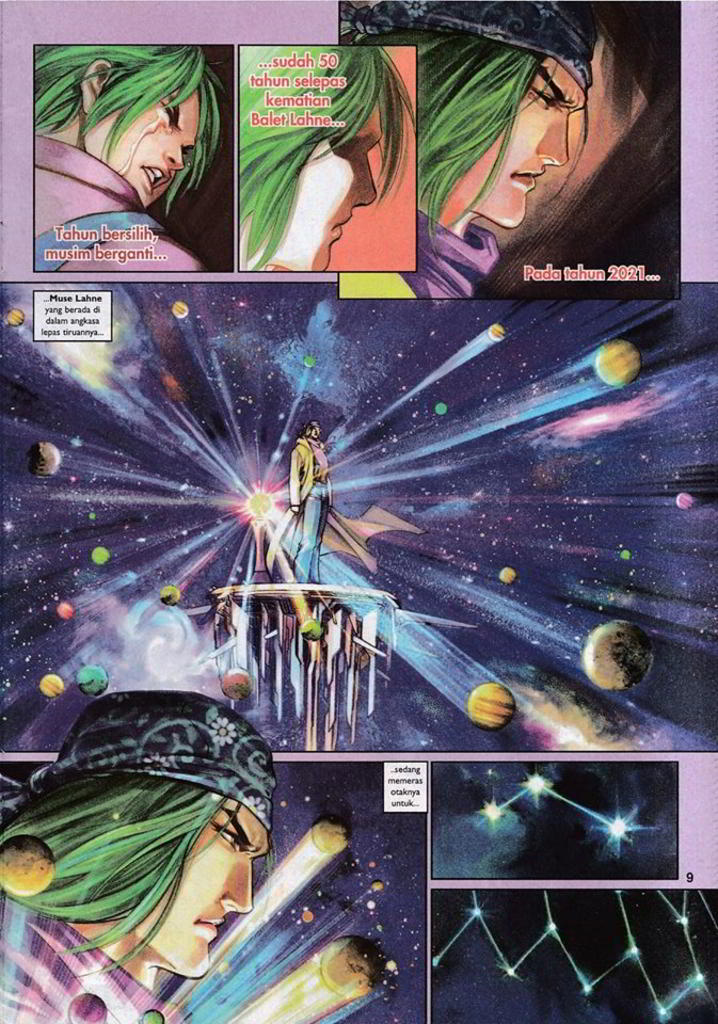 Tahun bersilih,
musim berganti...
...sudah 50
tahun selepas
kematian
Balet Lahne...
Pada tahun 2021...
...Muse Lahne
yang berada di
dalam angkasa
lepas tiruannya...
...sedang
memeras
otaknya
untuk...
9